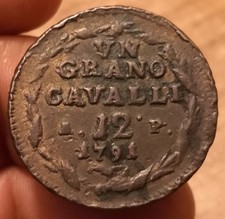 VN
GRANO
CAVALLI
A. 12 P.
1791